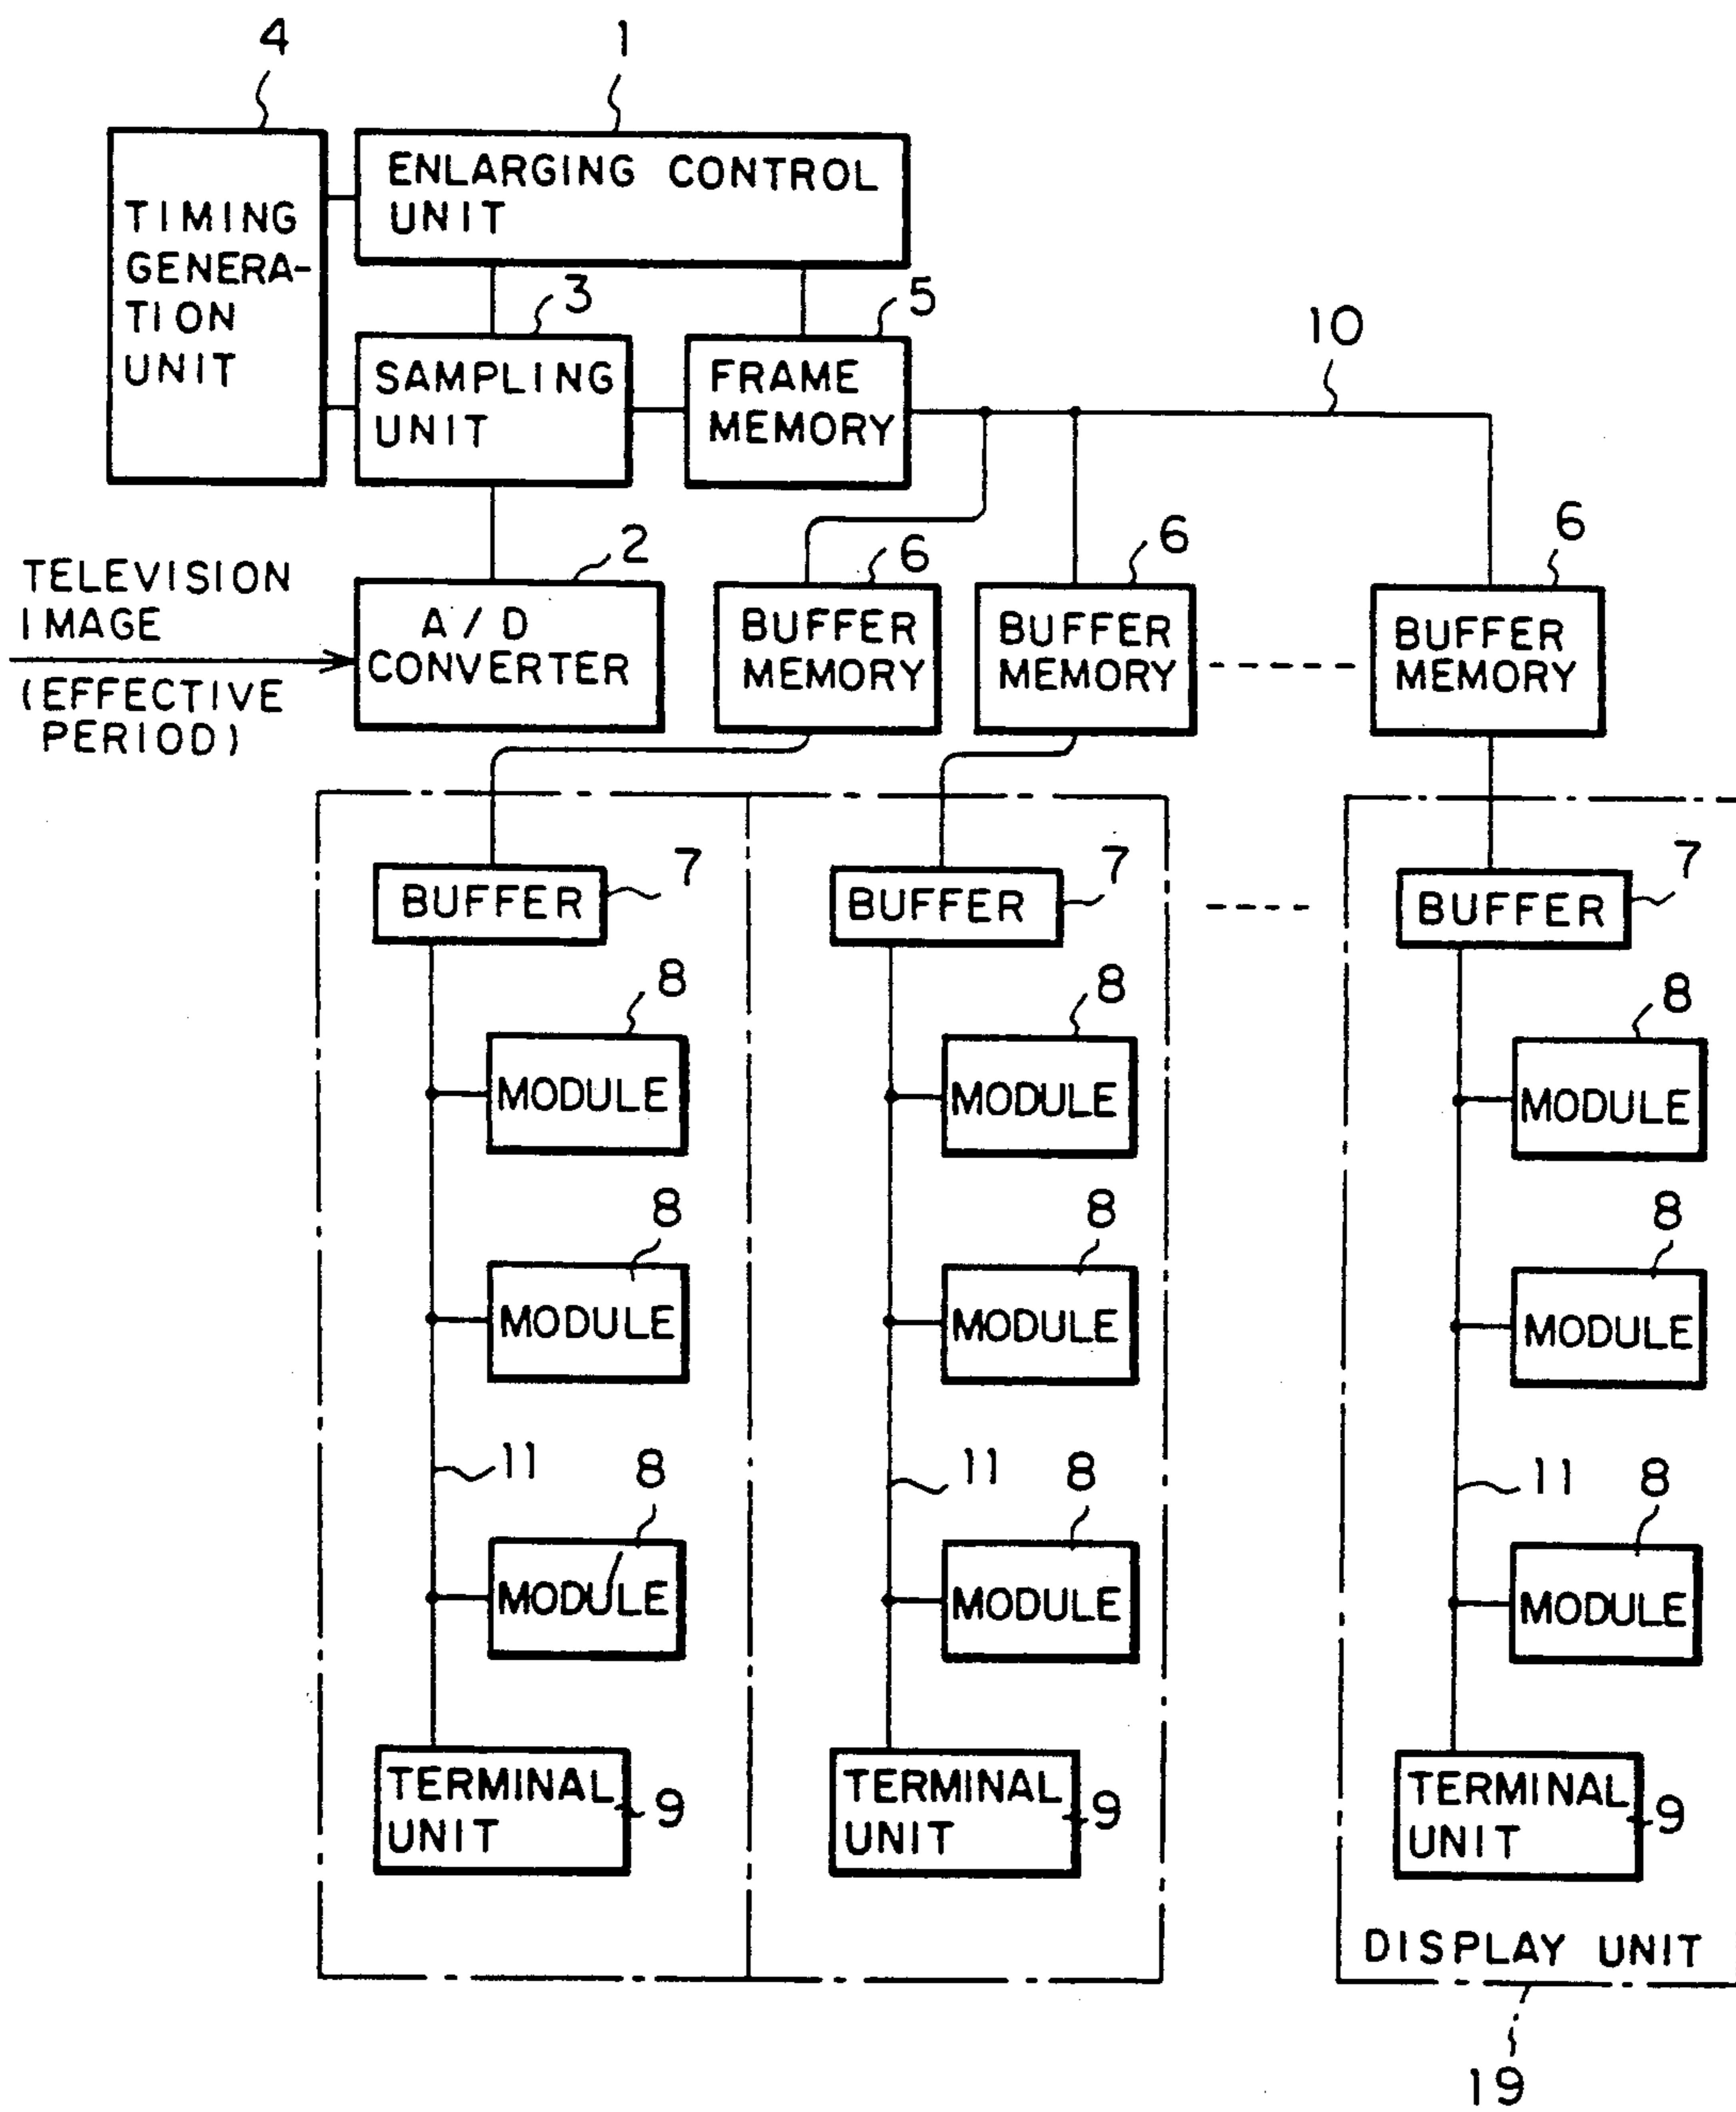 4
1
TIMING
GENERA-
TION
UNIT
ENLARGING CONTROL
UNIT
3
5
10
SAMPLING
UNIT
FRAME
MEMORY
TELEVISION
IMAGE
(EFFECTIVE
PERIOD)
2
6
6
6
A/D
CONVERTER
BUFFER
MEMORY
BUFFER
MEMORY
BUFFER
MEMORY
BUFFER
7
BUFFER
7
BUFFER
7
8
8
8
MODULE
MODULE
MODULE
8
8
8
MODULE
MODULE
MODULE
11
8
11
8
11
8
MODULE
MODULE
MODULE
TERMINAL
UNIT
9
TERMINAL
UNIT
9
TERMINAL
UNIT
9
DISPLAY UNIT
19